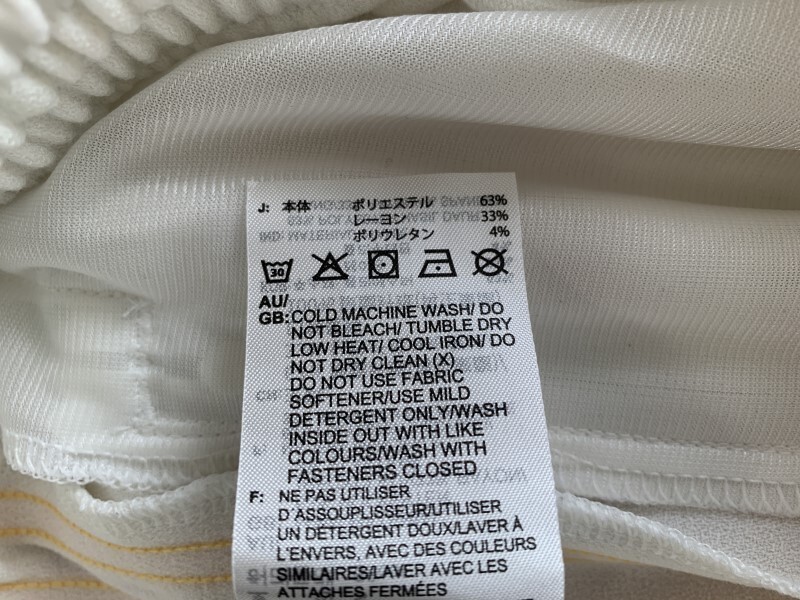 J: 本体 ポリエステル 63%
レーヨン 33%
ポリウレタン 4%
30
AU/
GB: COLD MACHINE WASH/ DO
NOT BLEACH/ TUMBLE DRY
LOW HEAT/ COOL IRON/ DO
NOT DRY CLEAN (X)
DO NOT USE FABRIC
SOFTENER/USE MILD
DETERGENT ONLY/WASH
INSIDE OUT WITH LIKE
COLOURS/WASH WITH
FASTENERS CLOSED
F: NE PAS UTILISER
D'ASSOUPLISSEUR/UTILISER
UN DÉTERGENT DOUX/LAVER À
L'ENVERS, AVEC DES COULEURS
SIMILAIRES/LAVER AVEC LES
ATTACHES FERMÉES